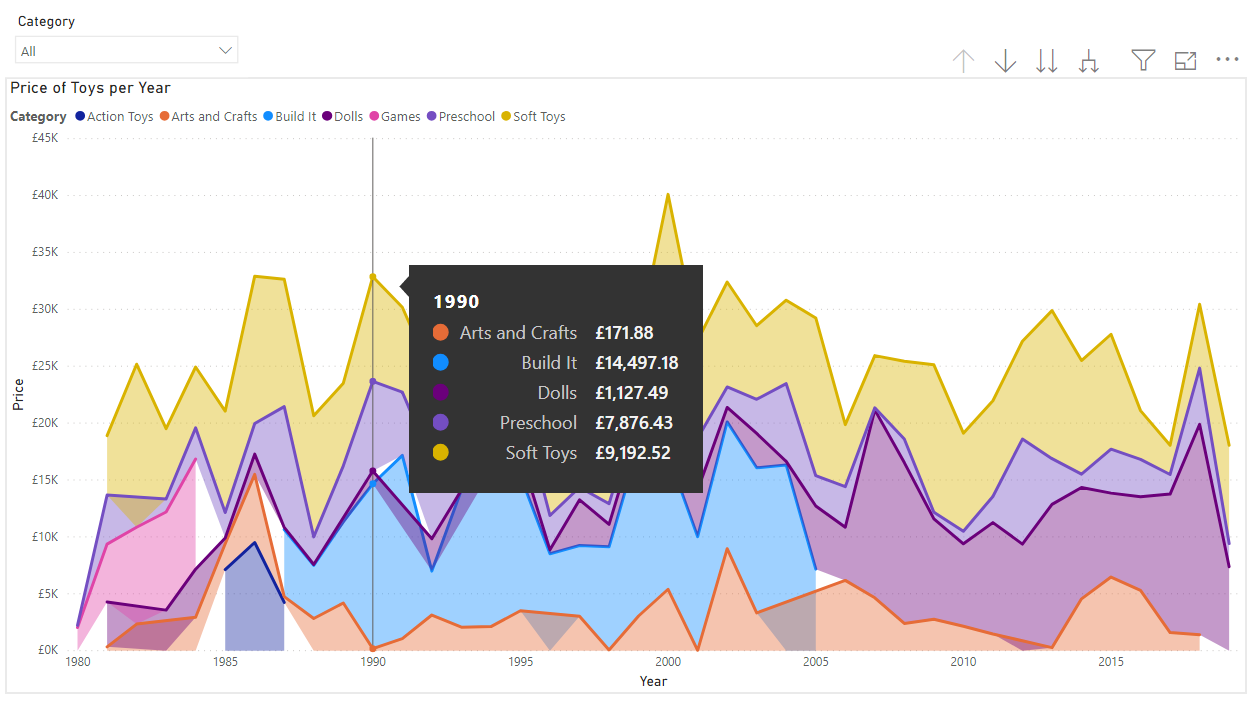 Category
All
Price of Toys per Year
Category Action Toys Arts and Crafts Build It Dolls Games Preschool Soft Toys
£45K
£40K
£35K
£30K
£25K
£20K
£15K
£10K
£5K
£0K
Price
1990
Arts and Crafts £171.88
Build It £14,497.18
Dolls £1,127.49
Preschool £7,876.43
Soft Toys £9,192.52
1980 1985 1990 1995 2000 2005 2010 2015
Year